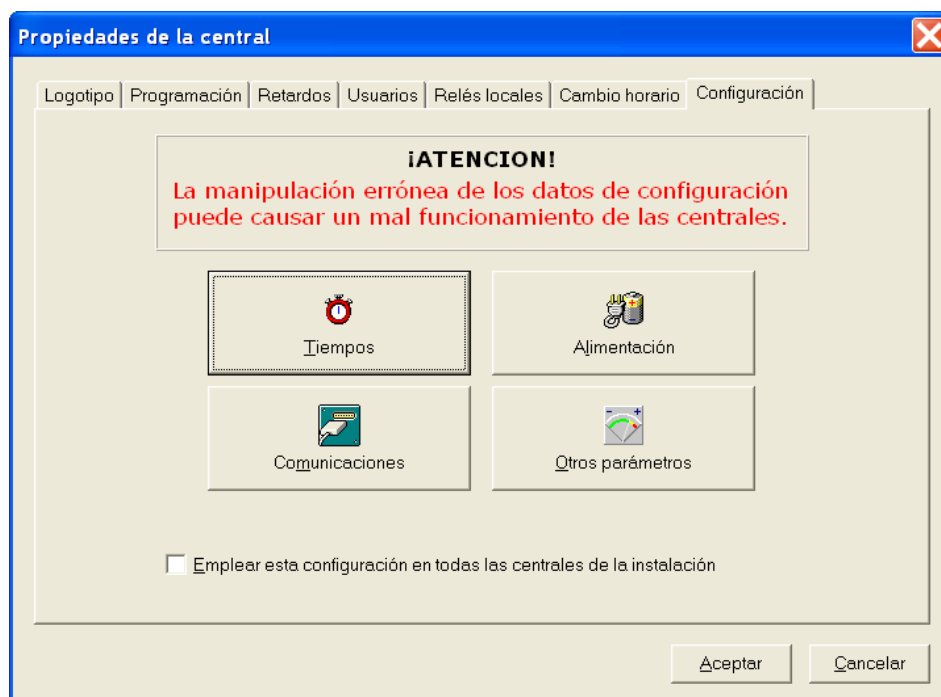 Propiedades de la central
Logotipo Programación Retardos Usuarios Relés locales Cambio horario Configuración
¡ATENCION!
La manipulación errónea de los datos de configuración
puede causar un mal funcionamiento de las centrales.
Tiempos
Alimentación
Comunicaciones
Otros parámetros
Emplear esta configuración en todas las centrales de la instalación
Aceptar
Cancelar